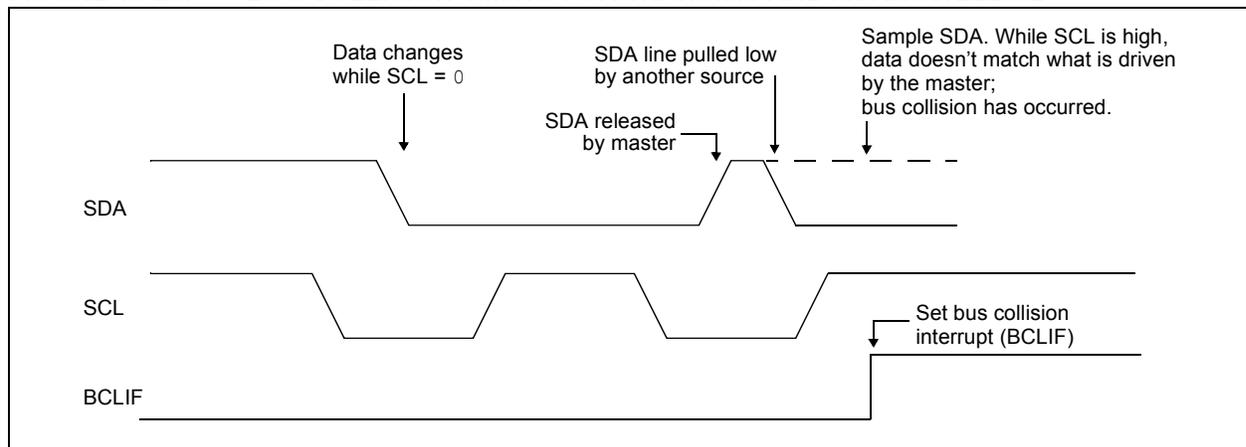 Data changes
while SCL = 0
SDA line pulled low
by another source
Sample SDA. While SCL is high,
data doesn't match what is driven
by the master;
bus collision has occurred.
SDA released
by master
SDA
SCL
Set bus collision
interrupt (BCLIF)
BCLIF